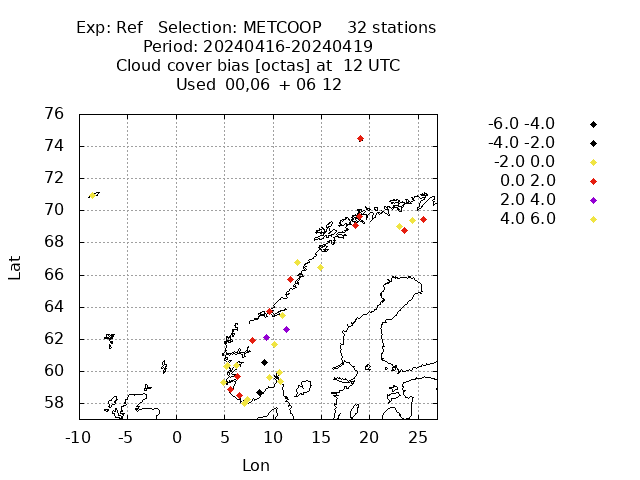 Exp: Ref   Selection: METCOOP     32 stations
Period: 20240416-20240419
Cloud cover bias [octas] at  12 UTC
Used  00,06  + 06 12
-6.0 -4.0
-4.0 -2.0
-2.0 0.0
0.0 2.0
2.0 4.0
4.0 6.0
76
74
72
70
68
66
64
62
60
58
Lat
-10 -5 0 5 10 15 20 25
Lon